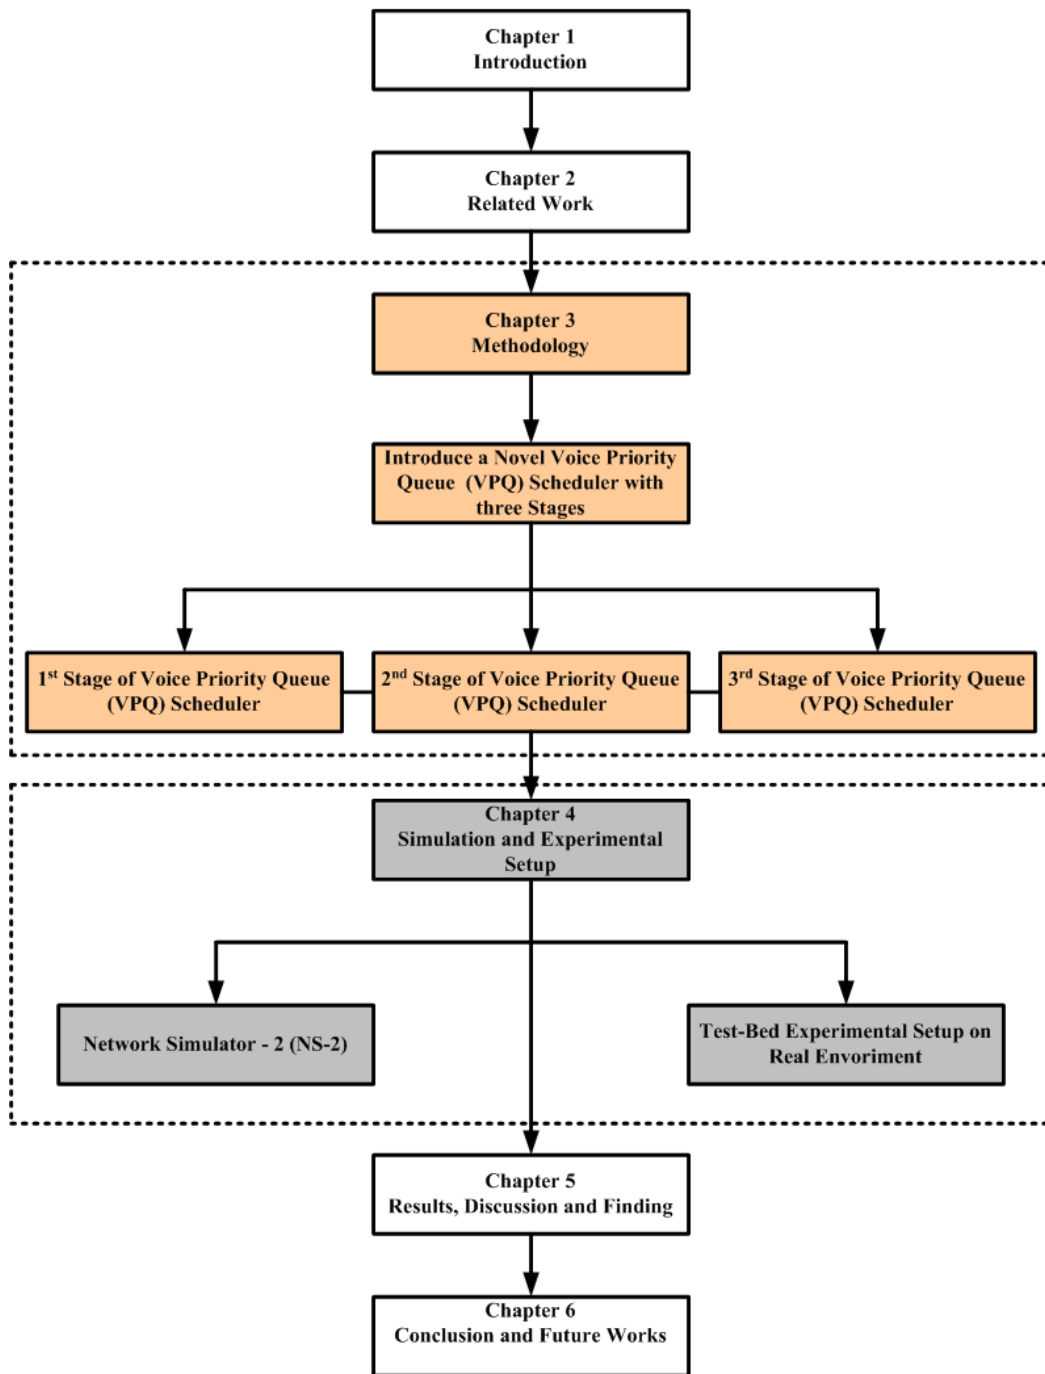 Chapter 1
Introduction
Chapter 2
Related Work
Chapter 3
Methodology
Introduce a Novel Voice Priority
Queue (VPQ) Scheduler with
three Stages
1st Stage of Voice Priority Queue
(VPQ) Scheduler
2nd Stage of Voice Priority Queue
(VPQ) Scheduler
3rd Stage of Voice Priority Queue
(VPQ) Scheduler
Chapter 4
Simulation and Experimental
Setup
Network Simulator - 2 (NS-2)
Test-Bed Experimental Setup on
Real Envoriment
Chapter 5
Results, Discussion and Finding
Chapter 6
Conclusion and Future Works